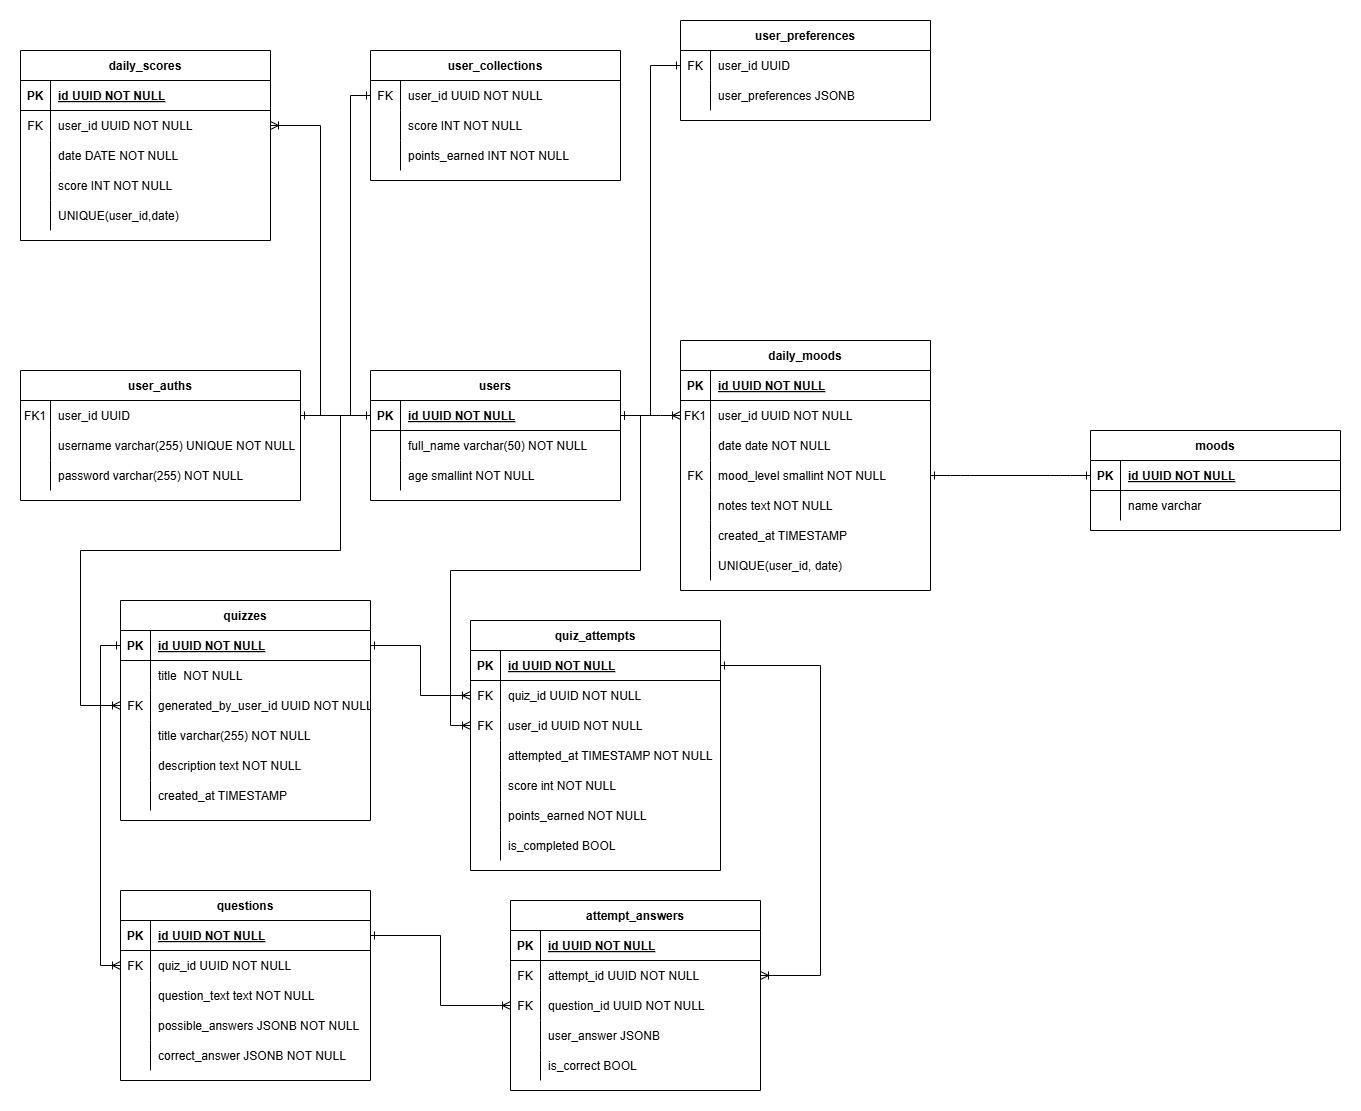 user_preferences
FK user_id UUID
user_preferences JSONB
daily_scores
PK id UUID NOT NULL
FK user_id UUID NOT NULL
date DATE NOT NULL
score INT NOT NULL
UNIQUE(user_id,date)
user_collections
FK user_id UUID NOT NULL
score INT NOT NULL
points_earned INT NOT NULL
user_auths
FK1 user_id UUID
username varchar(255) UNIQUE NOT NULL
password varchar(255) NOT NULL
users
PK id UUID NOT NULL
full_name varchar(50) NOT NULL
age smallint NOT NULL
daily_moods
PK id UUID NOT NULL
FK1 user_id UUID NOT NULL
date date NOT NULL
FK mood_level smallint NOT NULL
notes text NOT NULL
created_at TIMESTAMP
UNIQUE(user_id, date)
moods
PK id UUID NOT NULL
name varchar
quizzes
PK id UUID NOT NULL
title NOT NULL
FK generated_by_user_id UUID NOT NULL
title varchar(255) NOT NULL
description text NOT NULL
created_at TIMESTAMP
quiz_attempts
PK id UUID NOT NULL
FK quiz_id UUID NOT NULL
FK user_id UUID NOT NULL
attempted_at TIMESTAMP NOT NULL
score int NOT NULL
points_earned NOT NULL
is_completed BOOL
questions
PK id UUID NOT NULL
FK quiz_id UUID NOT NULL
question_text text NOT NULL
possible_answers JSONB NOT NULL
correct_answer JSONB NOT NULL
attempt_answers
PK id UUID NOT NULL
FK attempt_id UUID NOT NULL
FK question_id UUID NOT NULL
user_answer JSONB
is_correct BOOL